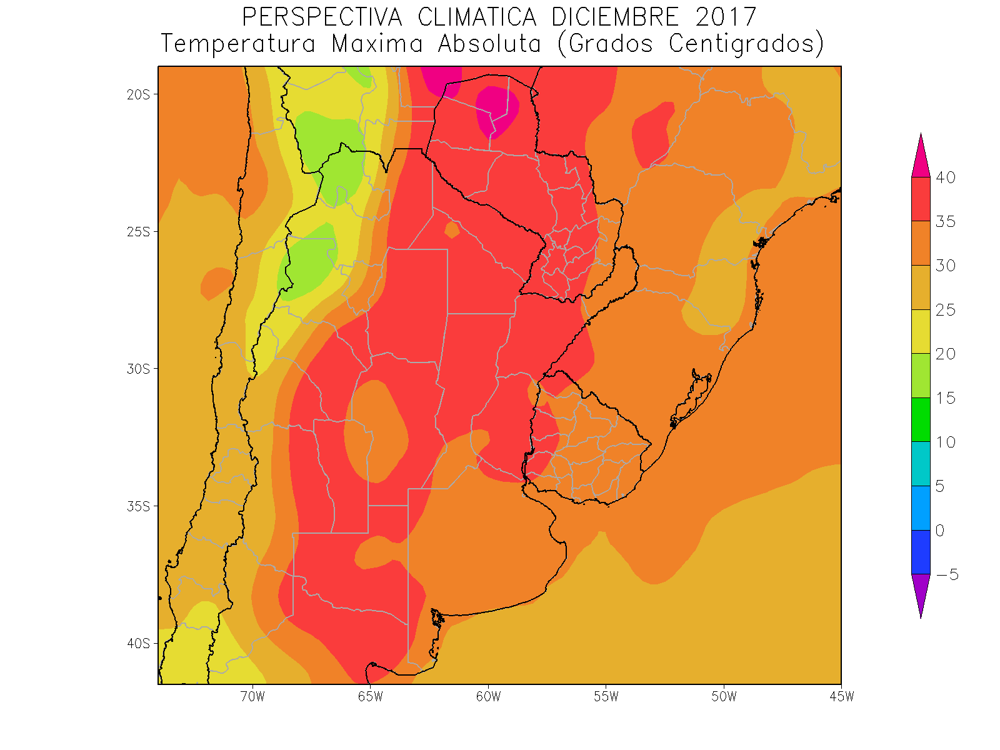 PERSPECTIVA CLIMATICA DICIEMBRE 2017
Temperatura Maxima Absoluta (Grados Centigrados)
20S
25S
30S
35S
40S
70W
65W
60W
55W
50W
45W
40
35
30
25
20
15
10
5
0
−5